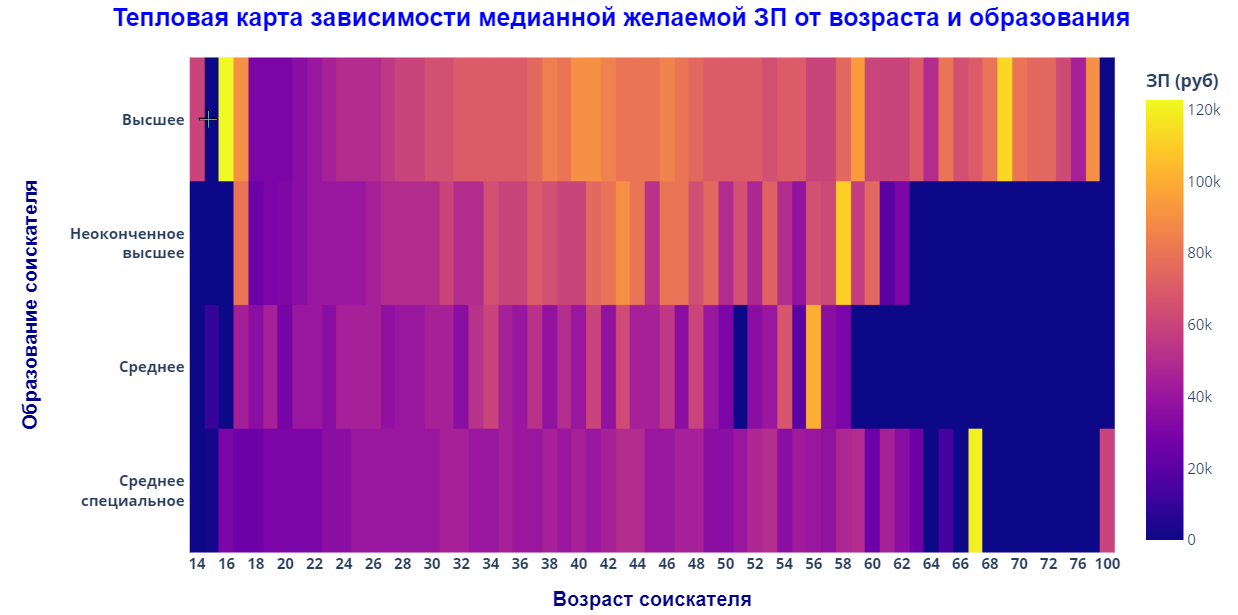 Тепловая карта зависимости медианной желаемой ЗП от возраста и образования
ЗП (руб)
120k
100k
80k
60k
40k
20k
0
Образование соискателя
Высшее
Неоконченное
высшее
Среднее
Среднее
специальное
14 16 18 20 22 24 26 28 30 32 34 36 38 40 42 44 46 48 50 52 54 56 58 60 62 64 66 68 70 72 76 100
Возраст соискателя